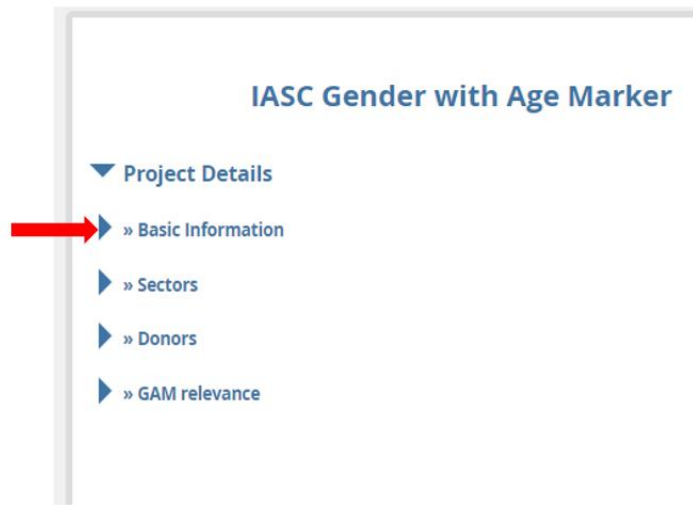 IASC Gender with Age Marker
Project Details
» Basic Information
» Sectors
» Donors
» GAM relevance